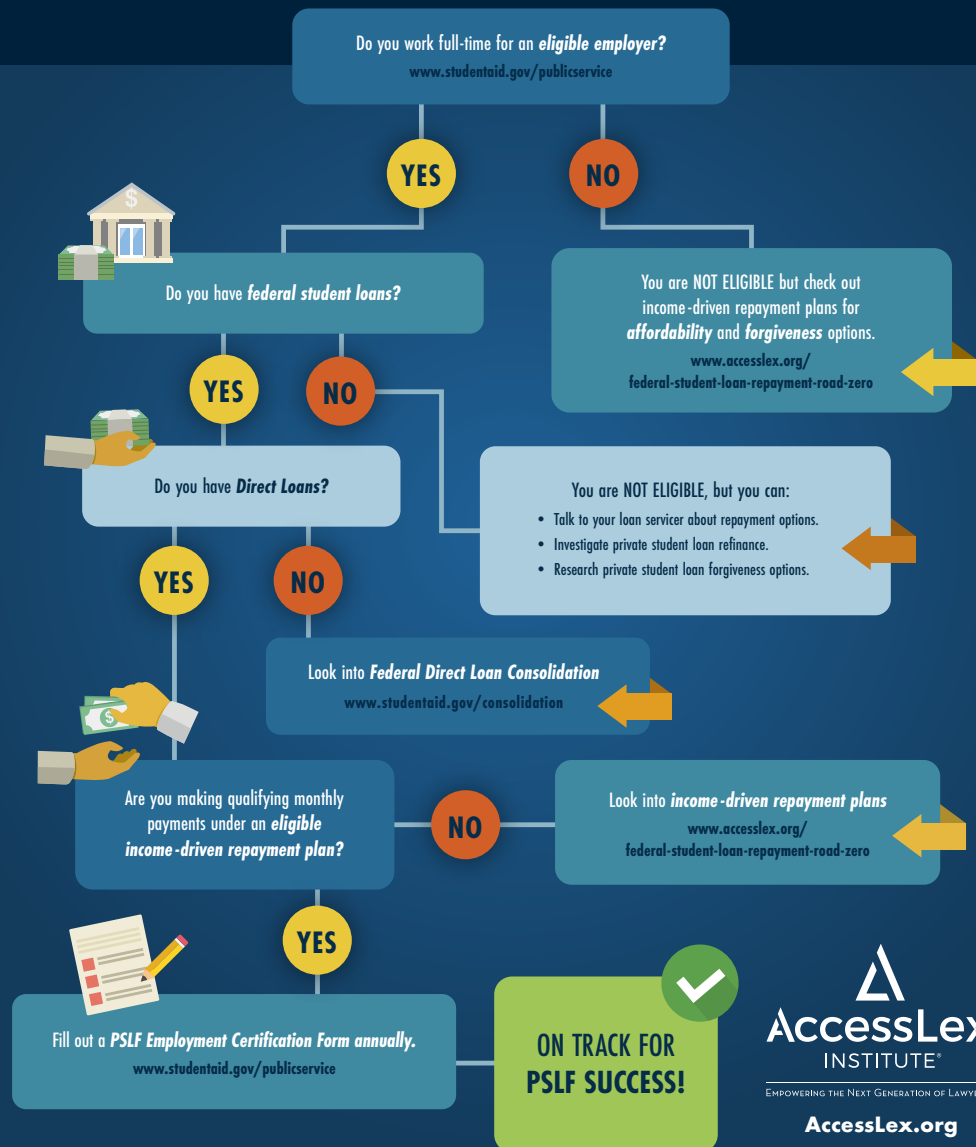 Do you work full-time for an eligible employer?
www.studentaid.gov/publicservice
YES
NO
$
Do you have federal student loans?
You are NOT ELIGIBLE but check out
income-driven repayment plans for
affordability and forgiveness options.
www.accesslex.org/
federal-student-loan-repayment-road-zero
YES
NO
Do you have Direct Loans?
You are NOT ELIGIBLE, but you can:
• Talk to your loan servicer about repayment options.
• Investigate private student loan refinance.
• Research private student loan forgiveness options.
YES
NO
Look into Federal Direct Loan Consolidation
www.studentaid.gov/consolidation
$
Are you making qualifying monthly
payments under an eligible
income-driven repayment plan?
NO
Look into income-driven repayment plans
www.accesslex.org/
federal-student-loan-repayment-road-zero
YES
Fill out a PSLF Employment Certification Form annually.
www.studentaid.gov/publicservice
ON TRACK FOR
PSLF SUCCESS!
AccessLex
INSTITUTE®
EMPOWERING THE NEXT GENERATION OF LAWY
AccessLex.org